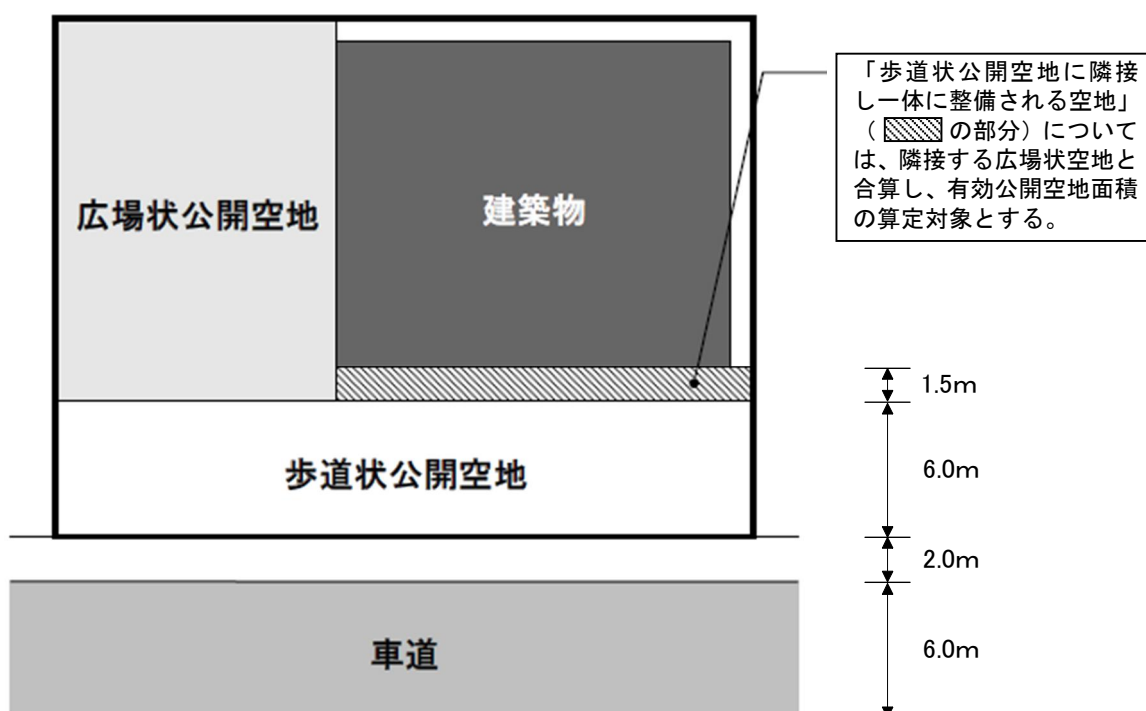 「歩道状公開空地に隣接
し一体に整備される空地」
（ の部分）について
は、隣接する広場状空地と
合算し、有効公開空地面積
の算定対象とする。
広場状公開空地
建築物
1.5m
歩道状公開空地
6.0m
2.0m
車道
6.0m